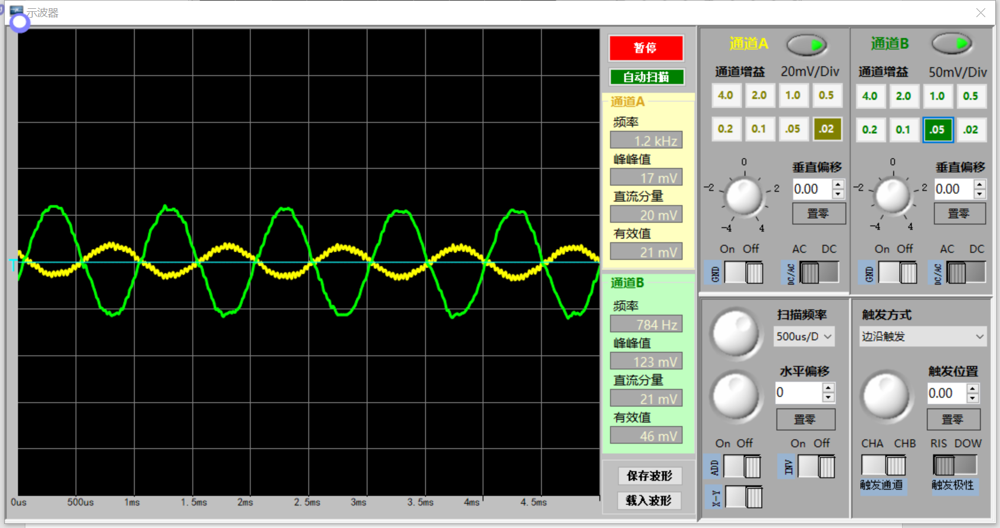 示波器
T
0us 500us 1ms 1.5ms 2ms 2.5ms 3ms 3.5ms 4ms 4.5ms
暂停
自动扫描
通道A
频率
1.2 kHz
峰峰值
17 mV
直流分量
20 mV
有效值
21 mV
通道B
频率
784 Hz
峰峰值
123 mV
直流分量
21 mV
有效值
46 mV
保存波形
载入波形
通道A
通道增益 20mV/Div
4.0 2.0 1.0 0.5
0.2 0.1 .05 .02
0
-2 2
-4 4
垂直偏移
0.00
置零
On Off AC DC
GND DC/AC
通道B
通道增益 50mV/Div
4.0 2.0 1.0 0.5
0.2 0.1 .05 .02
0
-2 2
-4 4
垂直偏移
0.00
置零
On Off AC DC
GND DC/AC
扫描频率
500us/D
水平偏移
0
置零
On Off On Off
ADD INV
X-Y
触发方式
边沿触发
触发位置
0.00
置零
CHA CHB RIS DOW
触发通道 触发极性